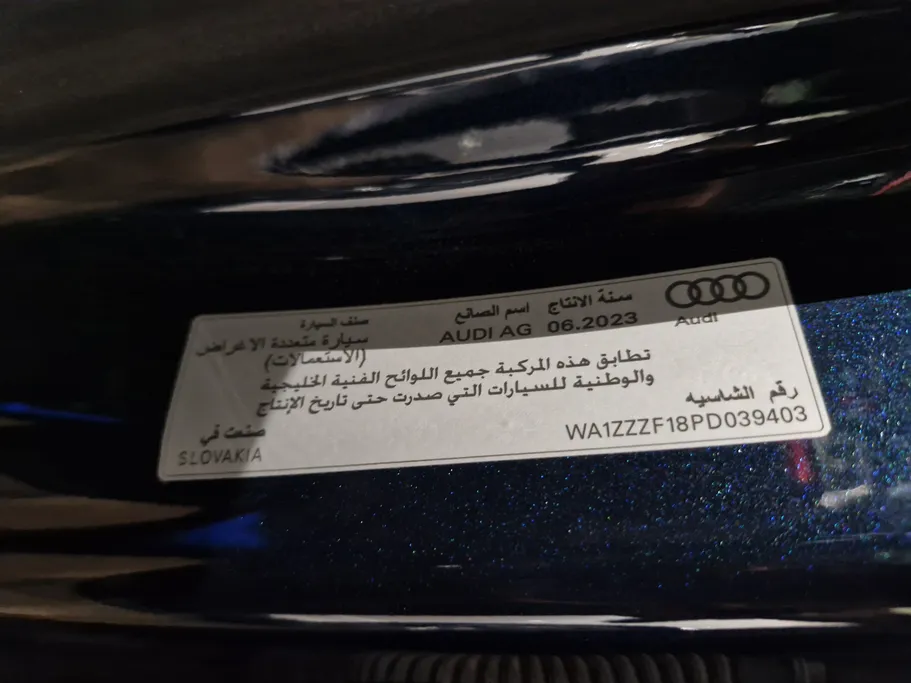 Audi
سنة الانتاج
06.2023
اسم الصانع
AUDI AG
صنف السيارة
سيارة متعددة الاغراض
(الاستعمالات)
تطابق هذه المركبة جميع اللوائح الفنية الخليجية
والوطنية للسيارات التي صدرت حتى تاريخ الإنتاج
رقم الشاسيه
WA1ZZZF18PD039403
صنعت في
SLOVAKIA